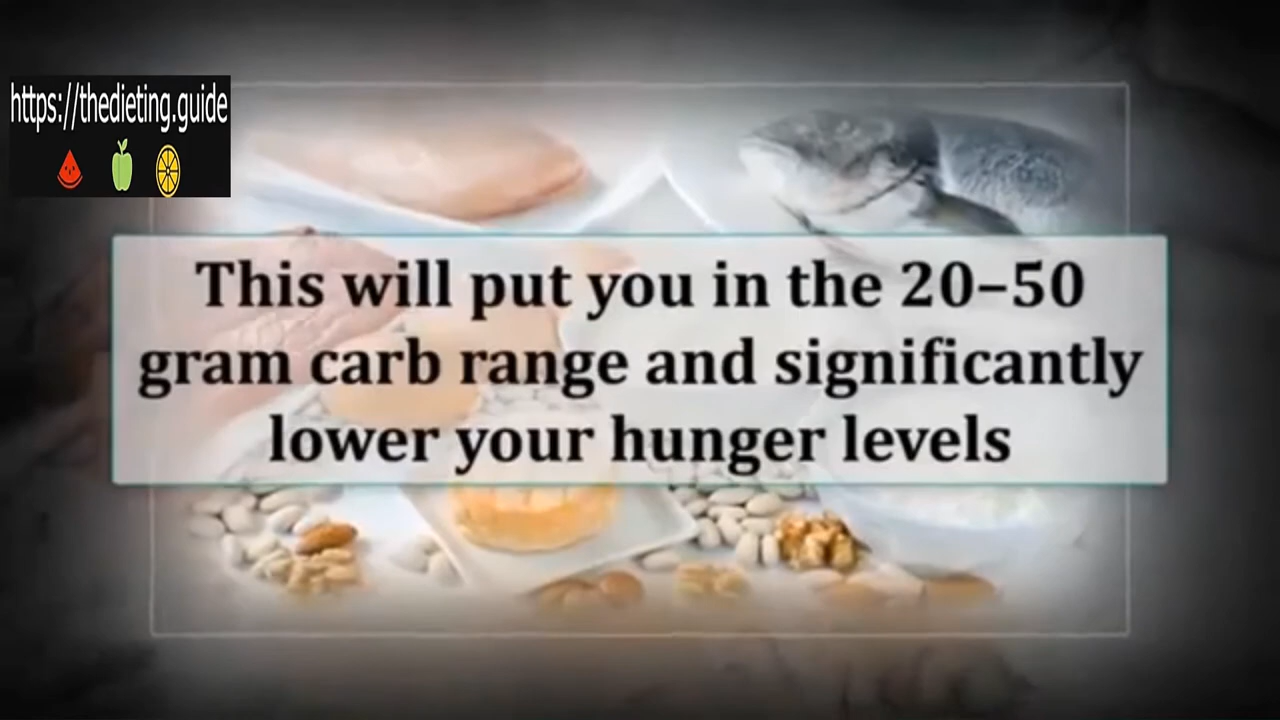 https://thedieting.guide
This will put you in the 20–50
gram carb range and significantly
lower your hunger levels